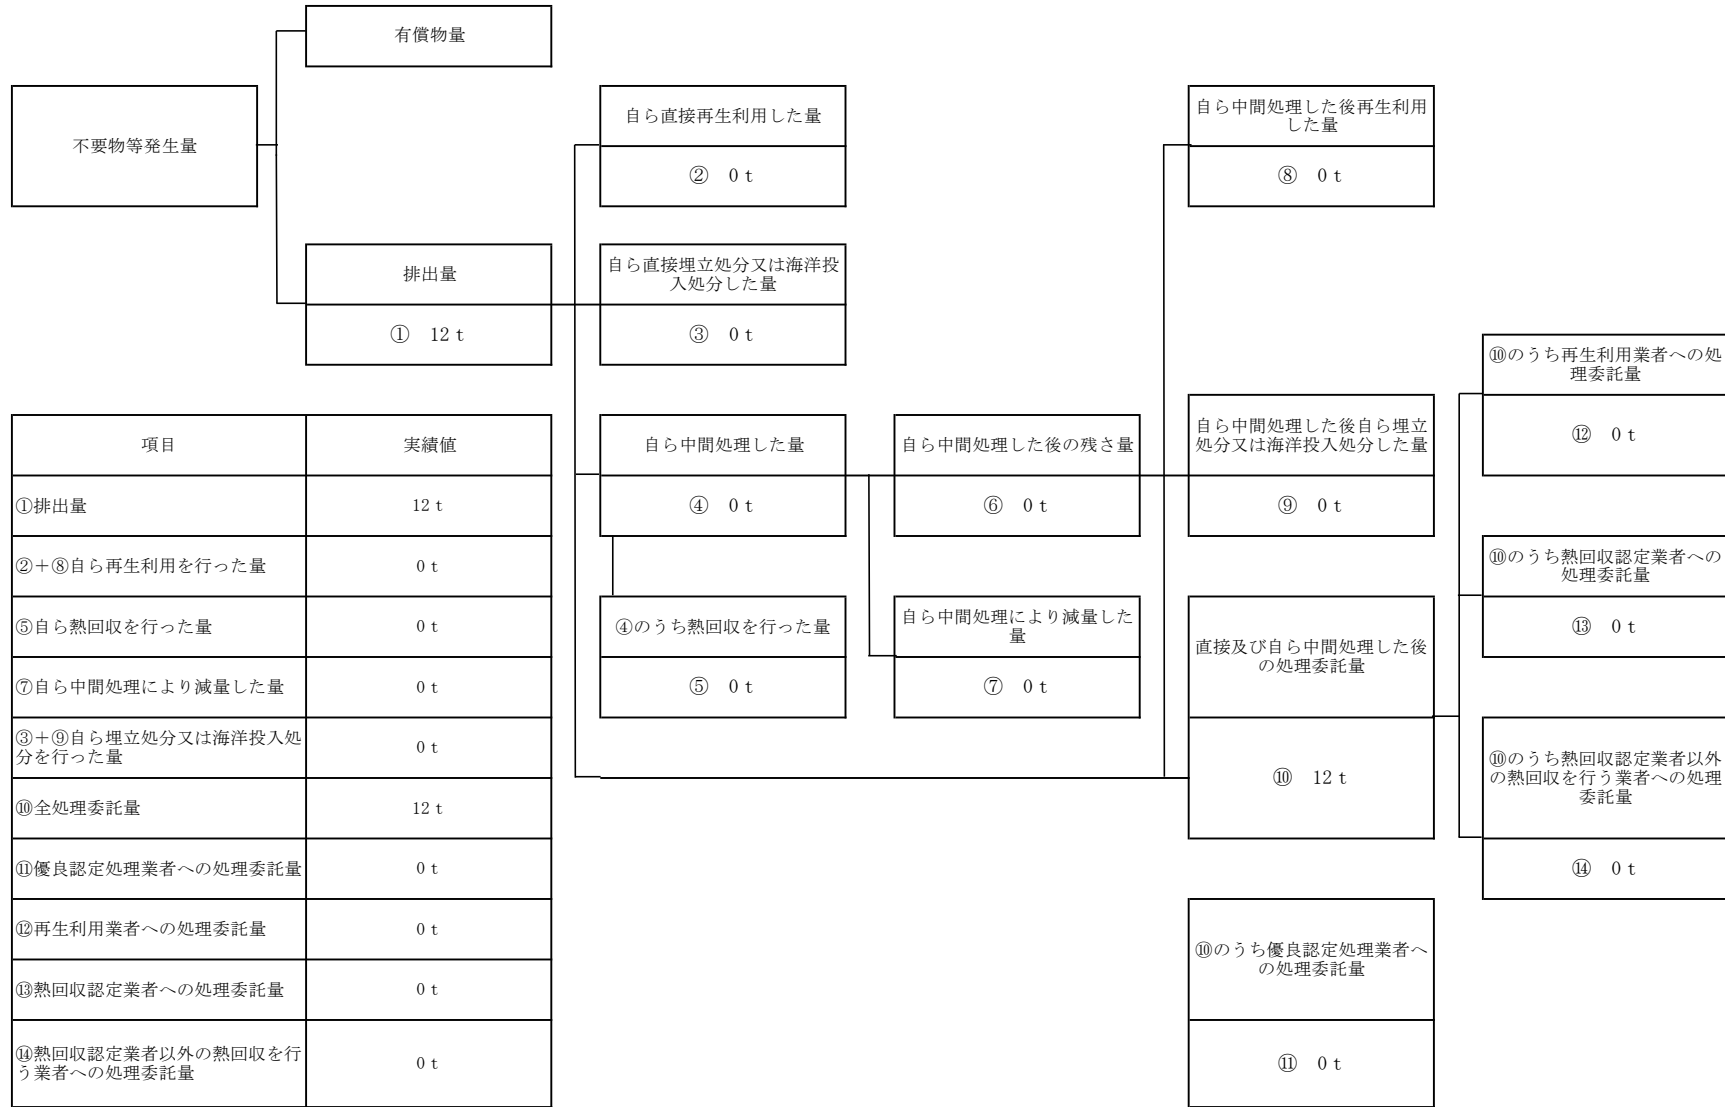 有償物量
不要物等発生量
自ら直接再生利用した量
② 0 t
自ら中間処理した後再生利用
した量
⑧ 0 t
排出量
① 12 t
自ら直接埋立処分又は海洋投
入処分した量
③ 0 t
⑩のうち再生利用業者への処
理委託量
⑫ 0 t
自ら中間処理した量
④ 0 t
自ら中間処理した後の残さ量
⑥ 0 t
自ら中間処理した後自ら埋立
処分又は海洋投入処分した量
⑨ 0 t
⑩のうち熱回収認定業者への
処理委託量
⑬ 0 t
④のうち熱回収を行った量
⑤ 0 t
自ら中間処理により減量した
量
⑦ 0 t
直接及び自ら中間処理した後
の処理委託量
⑩ 12 t
⑩のうち熱回収認定業者以外
の熱回収を行う業者への処理
委託量
⑭ 0 t
⑩のうち優良認定処理業者へ
の処理委託量
⑪ 0 t
項目 実績値
①排出量 12 t
②＋⑧自ら再生利用を行った量 0 t
⑤自ら熱回収を行った量 0 t
⑦自ら中間処理により減量した量 0 t
③＋⑨自ら埋立処分又は海洋投入処
分を行った量 0 t
⑩全処理委託量 12 t
⑪優良認定処理業者への処理委託量 0 t
⑫再生利用業者への処理委託量 0 t
⑬熱回収認定業者への処理委託量 0 t
⑭熱回収認定業者以外の熱回収を行
う業者への処理委託量 0 t